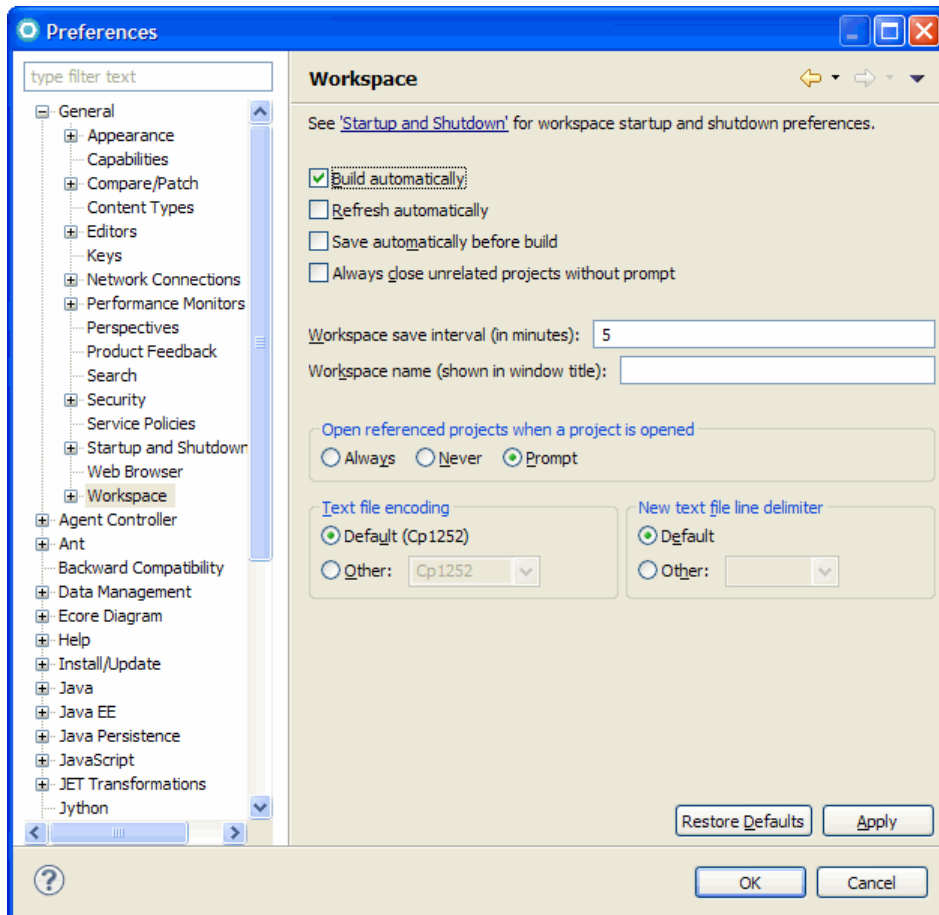 Preferences
type filter text
General
Appearance
Capabilities
Compare/Patch
Content Types
Editors
Keys
Network Connections
Performance Monitors
Perspectives
Product Feedback
Search
Security
Service Policies
Startup and Shutdown
Web Browser
Workspace
Agent Controller
Ant
Backward Compatibility
Data Management
Ecore Diagram
Help
Install/Update
Java
Java EE
Java Persistence
JavaScript
JET Transformations
Jython
Workspace
See 'Startup and Shutdown' for workspace startup and shutdown preferences.
Build automatically
Refresh automatically
Save automatically before build
Always close unrelated projects without prompt
Workspace save interval (in minutes): 5
Workspace name (shown in window title):
Open referenced projects when a project is opened
Always Never Prompt
Text file encoding
Default (Cp1252)
Other: Cp1252
New text file line delimiter
Default
Other:
Restore Defaults Apply
? OK Cancel